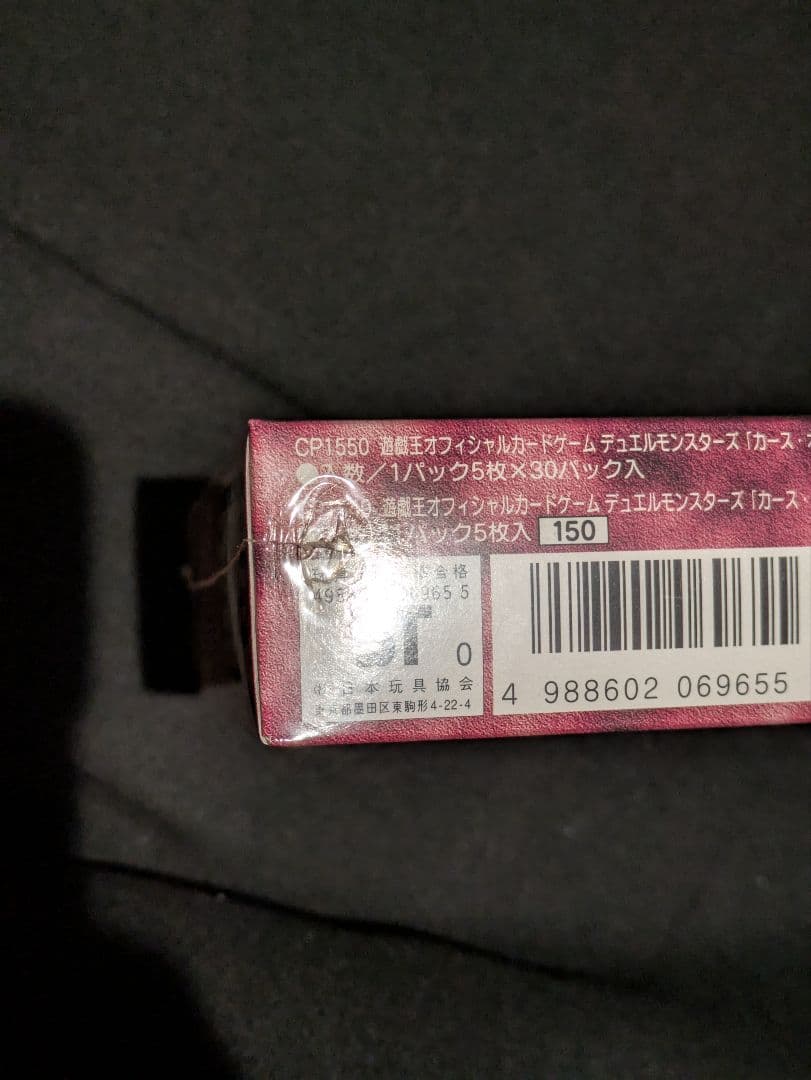 CP1550 遊戯王オフィシャルカードゲーム デュエルモンスターズ「カース・
数/1パック5枚×30パック入
遊戯王オフィシャルカードゲーム デュエルモンスターズ「カース
パック5枚入 150
合格
ST 0
日本玩具協会
東京都墨田区東駒形4-22-4
4 988602 069655